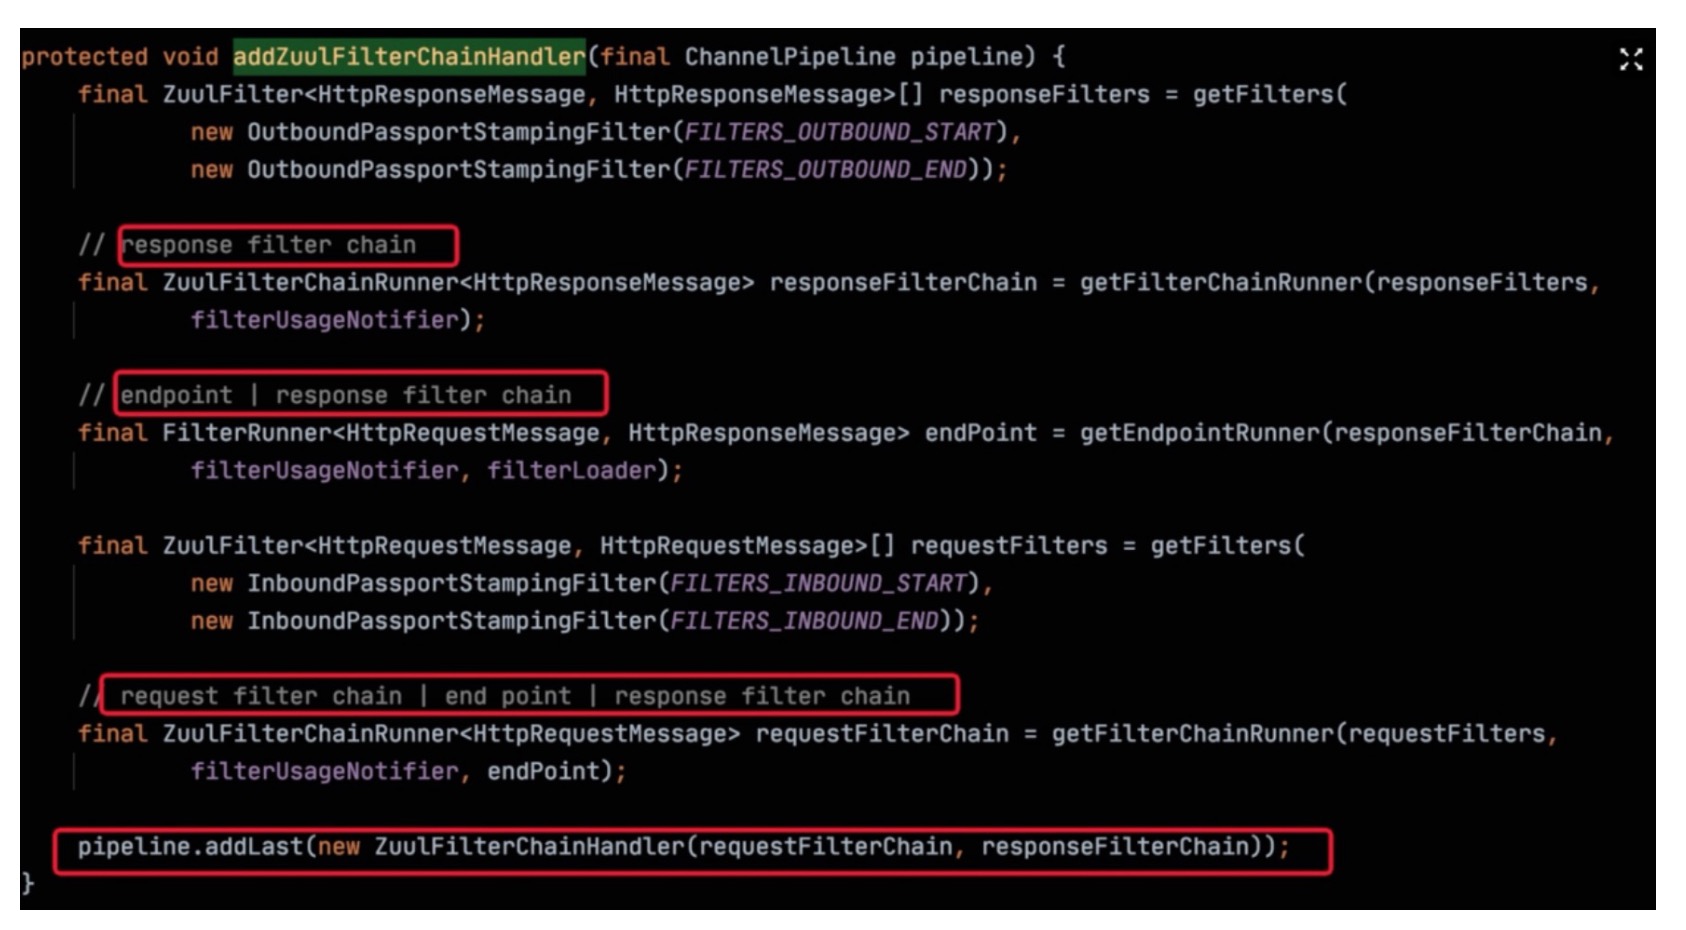 protected void addZuulFilterChainHandler(final ChannelPipeline pipeline) {
    final ZuulFilter<HttpResponseMessage, HttpResponseMessage>[] responseFilters = getFilters(
            new OutboundPassportStampingFilter(FILTERS_OUTBOUND_START),
            new OutboundPassportStampingFilter(FILTERS_OUTBOUND_END));
    // response filter chain
    final ZuulFilterChainRunner<HttpResponseMessage> responseFilterChain = getFilterChainRunner(responseFilters,
            filterUsageNotifier);
    // endpoint | response filter chain
    final FilterRunner<HttpRequestMessage, HttpResponseMessage> endPoint = getEndpointRunner(responseFilterChain,
            filterUsageNotifier, filterLoader);
    final ZuulFilter<HttpRequestMessage, HttpRequestMessage>[] requestFilters = getFilters(
            new InboundPassportStampingFilter(FILTERS_INBOUND_START),
            new InboundPassportStampingFilter(FILTERS_INBOUND_END));
    // request filter chain | end point | response filter chain
    final ZuulFilterChainRunner<HttpRequestMessage> requestFilterChain = getFilterChainRunner(requestFilters,
            filterUsageNotifier, endPoint);
    pipeline.addLast(new ZuulFilterChainHandler(requestFilterChain, responseFilterChain));
}